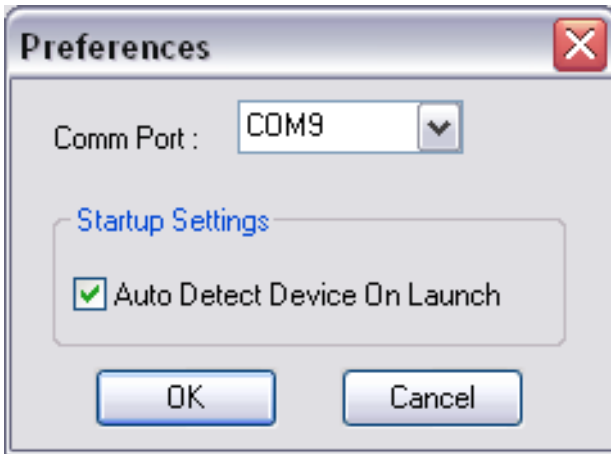 Preferences
Comm Port : COM9
Startup Settings
Auto Detect Device On Launch
OK Cancel